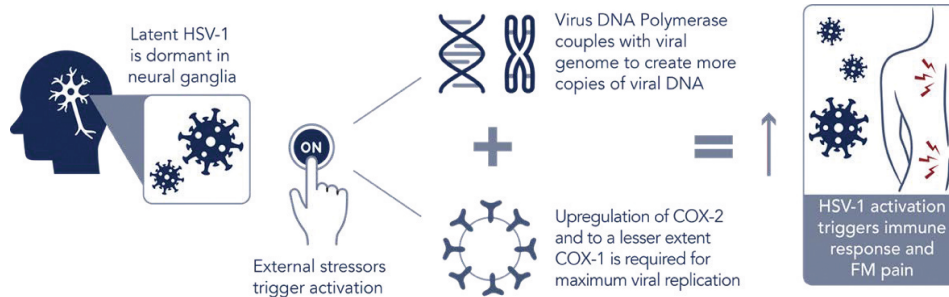 Latent HSV-1
is dormant in
neural ganglia
ON
External stressors
trigger activation
Virus DNA Polymerase
couples with viral
genome to create more
copies of viral DNA
Upregulation of COX-2
and to a lesser extent
COX-1 is required for
maximum viral replication
HSV-1 activation
triggers immune
response and
FM pain